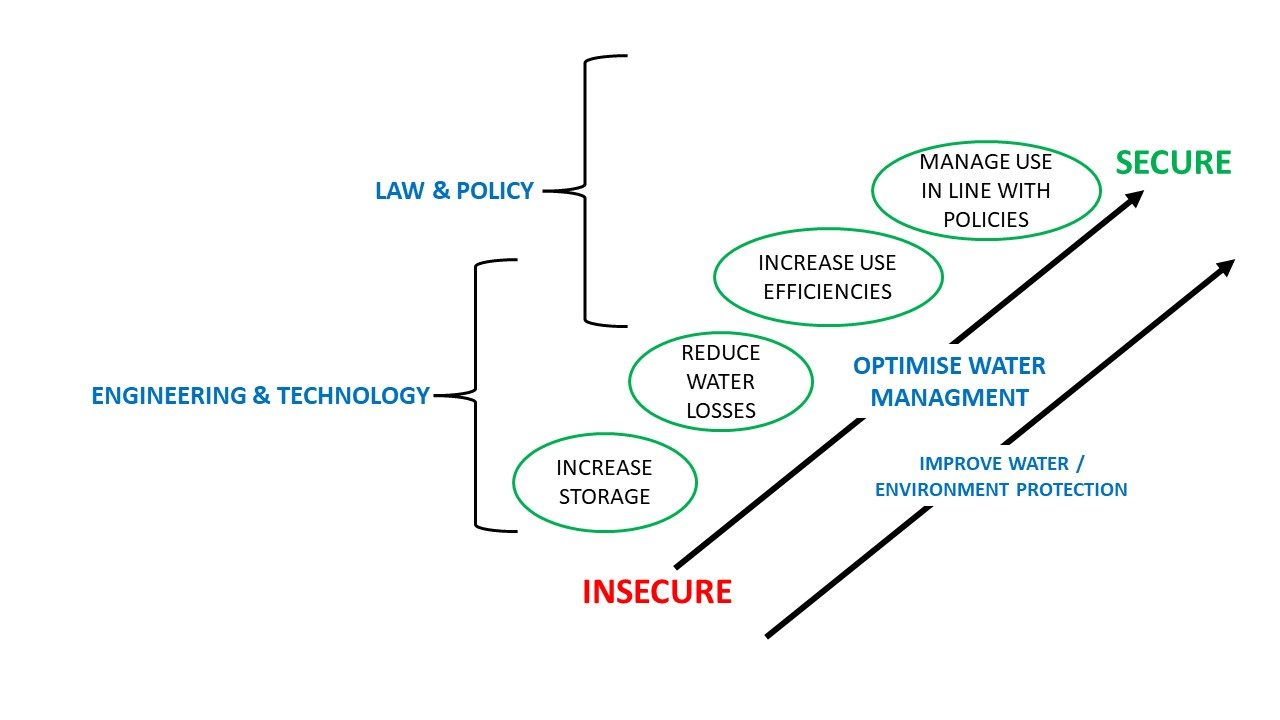 MANAGE USE
IN LINE WITH
POLICIES
SECURE
LAW & POLICY
INCREASE USE
EFFICIENCIES
REDUCE
WATER
LOSSES
OPTIMISE WATER
MANAGMENT
ENGINEERING & TECHNOLOGY
INCREASE
STORAGE
IMPROVE WATER /
ENVIRONMENT PROTECTION
INSECURE